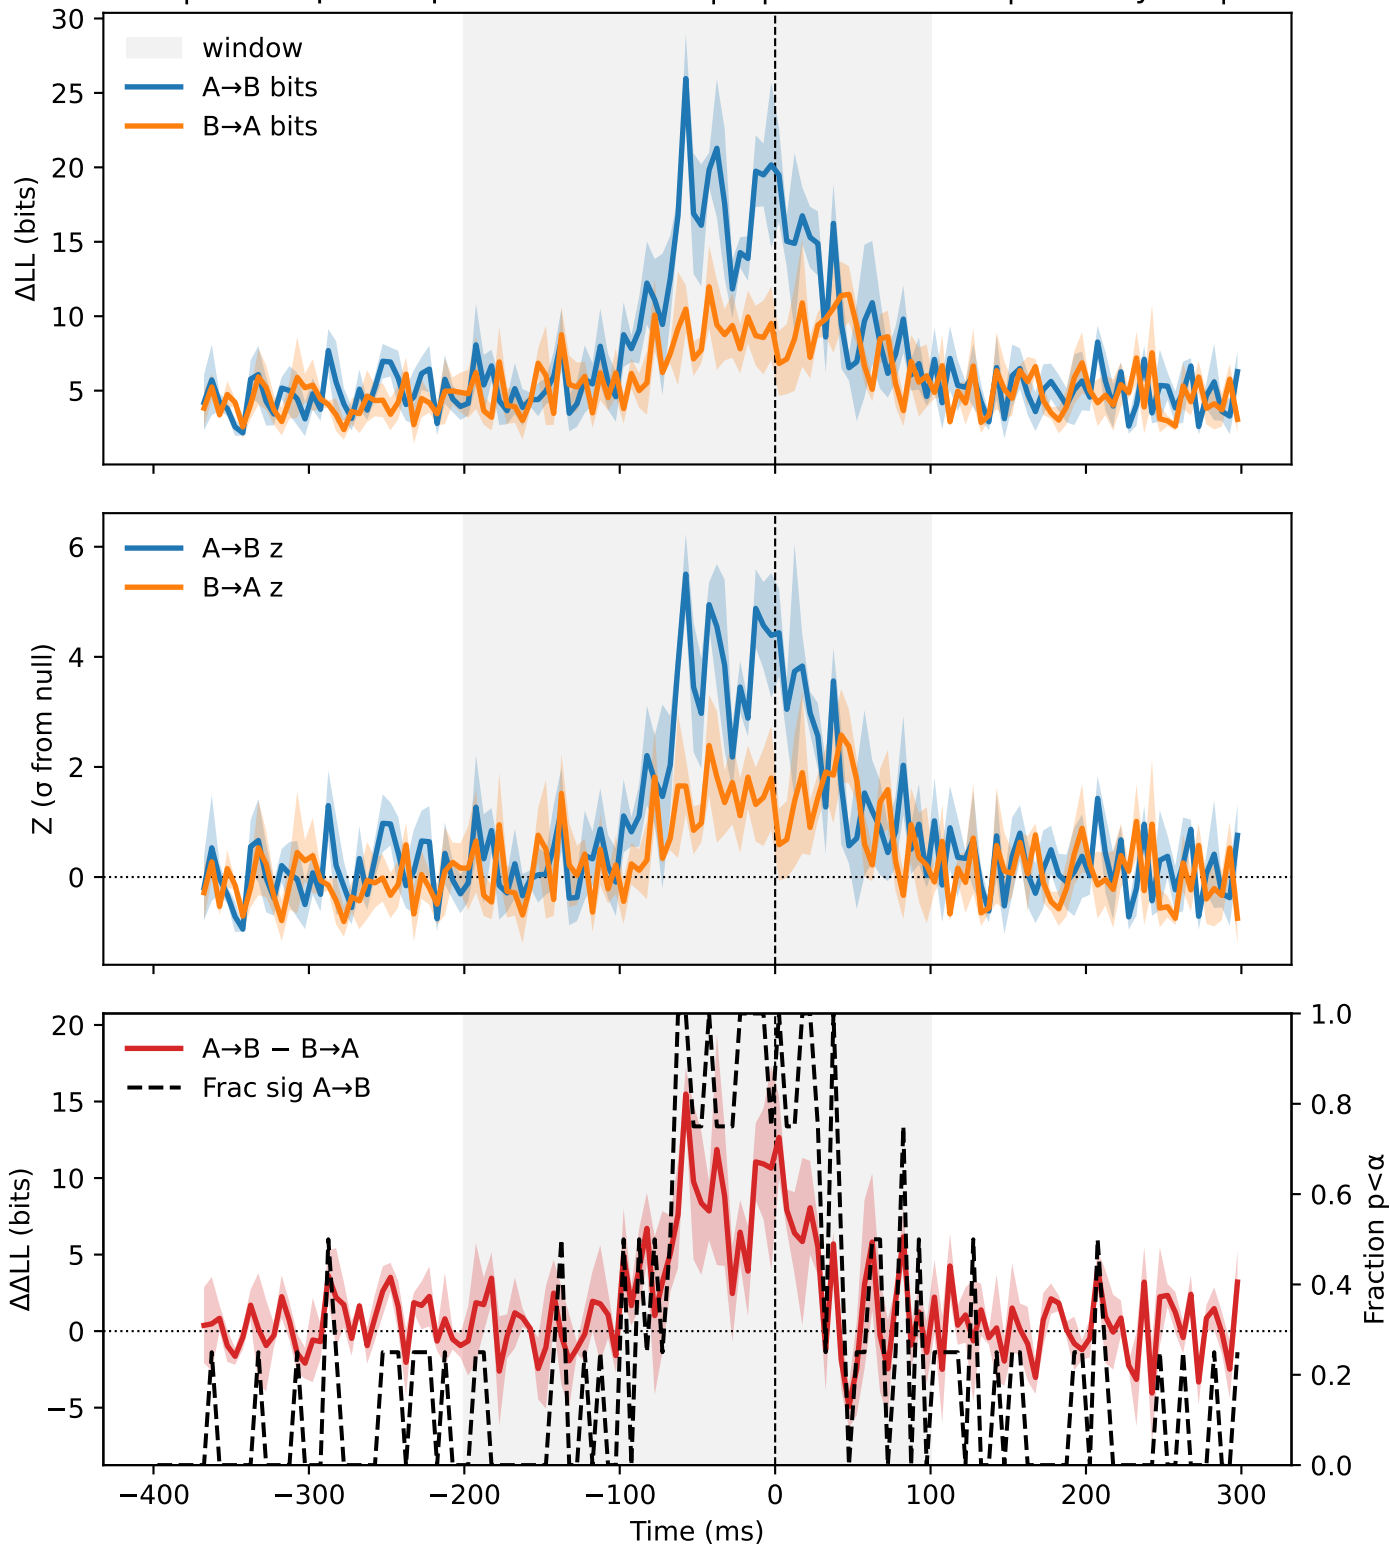 30
25
20
15
10
5
ΔLL (bits)
window
A→B bits
B→A bits
6
4
2
0
Z (σ from null)
A→B z
B→A z
20
15
10
5
0
−5
ΔΔLL (bits)
A→B − B→A
Frac sig A→B
1.0
0.8
0.6
0.4
0.2
0.0
Fraction p<α
−400
−300
−200
−100
0
100
200
300
Time (ms)